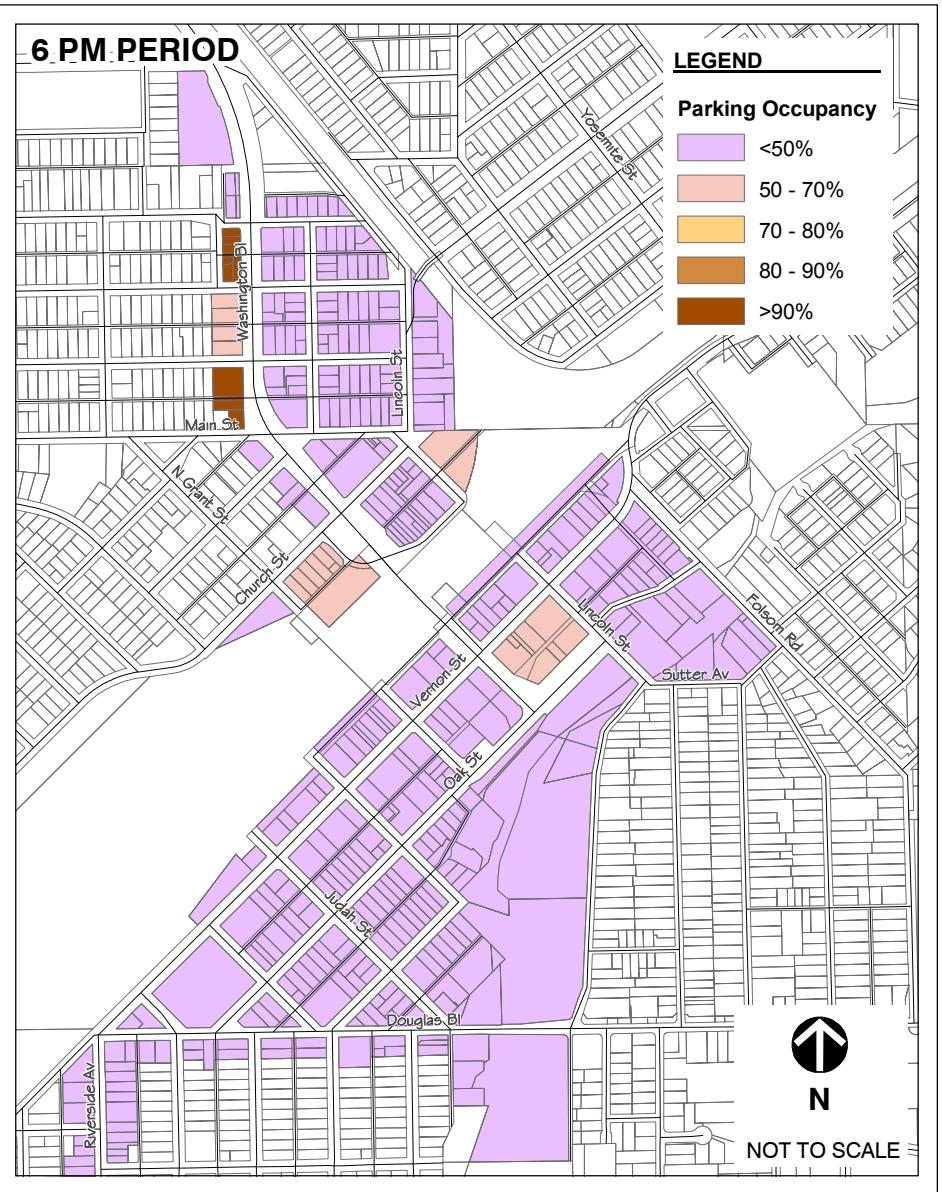 6 PM PERIOD
LEGEND
Parking Occupancy
<50%
50 - 70%
70 - 80%
80 - 90%
>90%
Yosemite St
Washington Bl
Lincoln St
Main St
N Grant St
Church St
Lincoln St
Folsom Rd
Vernon St
Sutter Av
Oak St
Judah St
Douglas Bl
Riverside Av
N
NOT TO SCALE